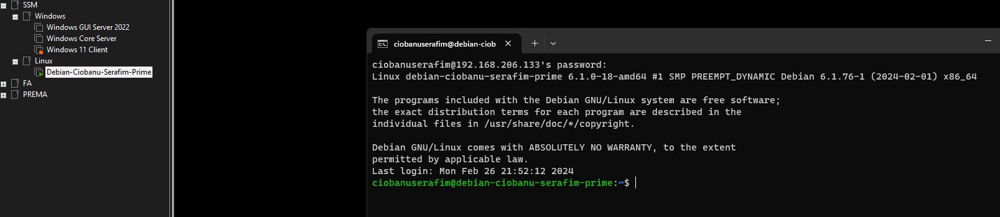 SSM
Windows
Windows GUI Server 2022
Windows Core Server
Windows 11 Client
Linux
Debian-Ciobanu-Serafim-Prime
FA
PREMA
ciobanuserafim@debian-ciob
ciobanuserafim@192.168.206.133's password:
Linux debian-ciobanu-serafim-prime 6.1.0-18-amd64 #1 SMP PREEMPT_DYNAMIC Debian 6.1.76-1 (2024-02-01) x86_64
The programs included with the Debian GNU/Linux system are free software;
the exact distribution terms for each program are described in the
individual files in /usr/share/doc/*/copyright.
Debian GNU/Linux comes with ABSOLUTELY NO WARRANTY, to the extent
permitted by applicable law.
Last login: Mon Feb 26 21:52:12 2024
ciobanuserafim@debian-ciobanu-serafim-prime:~$